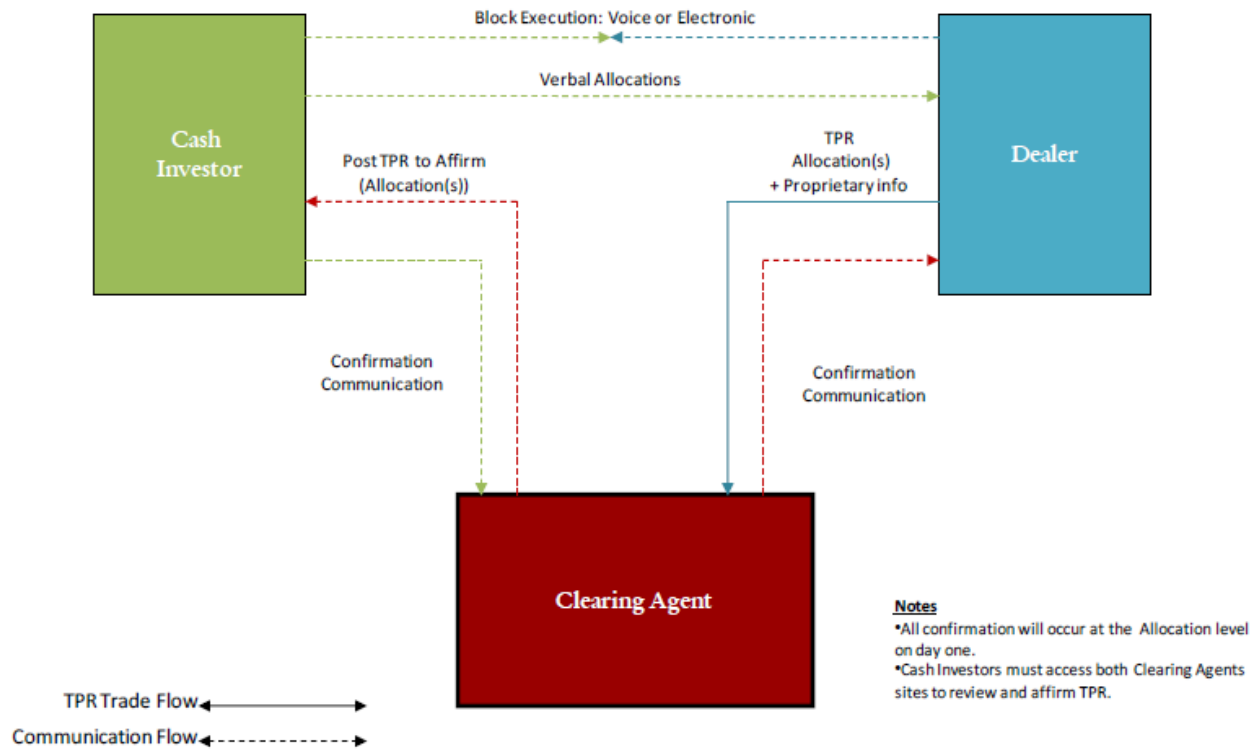 Block Execution: Voice or Electronic
Verbal Allocations
Cash
Investor
Dealer
Post TPR to Affirm
(Allocation(s))
TPR
Allocation(s)
+ Proprietary info
Confirmation
Communication
Confirmation
Communication
Clearing Agent
Notes
•All confirmation will occur at the Allocation level
on day one.
•Cash Investors must access both Clearing Agents
sites to review and affirm TPR.
TPR Trade Flow
Communication Flow